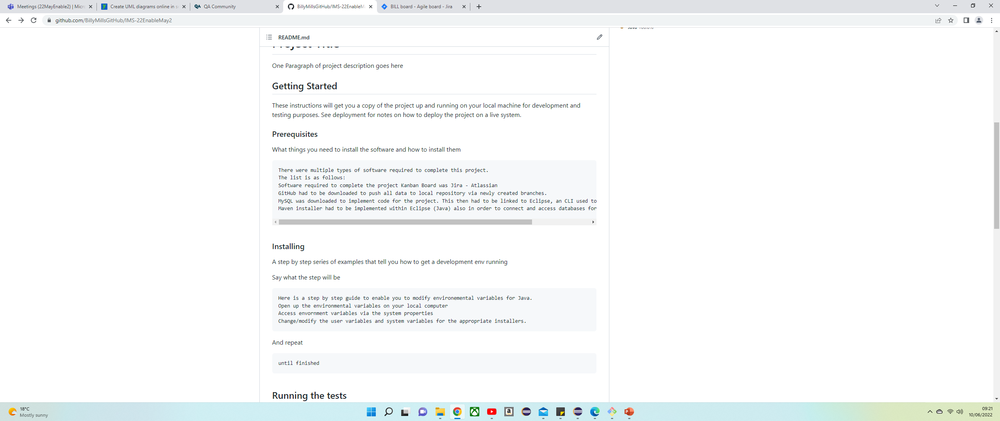 Meetings (22MayEnable2) | Micro
Create UML diagrams online in se
QA Community
BillyMillsGitHub/IMS-22EnableMa
BILL board - Agile board - Jira
github.com/BillyMillsGitHub/IMS-22EnableMay2
Java 100.0%
README.md
Project Title
One Paragraph of project description goes here
Getting Started
These instructions will get you a copy of the project up and running on your local machine for development and
testing purposes. See deployment for notes on how to deploy the project on a live system.
Prerequisites
What things you need to install the software and how to install them
There were multiple types of software required to complete this project.
The list is as follows:
Software required to complete the project Kanban Board was Jira - Atlassian
GitHub had to be downloaded to push all data to local repository via newly created branches.
MySQL was downloaded to implement code for the project. This then had to be linked to Eclipse, an CLI used to
Maven installer had to be implemented within Eclipse (Java) also in order to connect and access databases for
Installing
A step by step series of examples that tell you how to get a development env running
Say what the step will be
Here is a step by step guide to enable you to modify environemental variables for Java.
Open up the environmental variables on your local computer
Access envornment variables via the system properties
Change/modify the user variables and system variables for the appropriate installers.
And repeat
until finished
Running the tests
18°C
Mostly sunny
09:21
10/06/2022